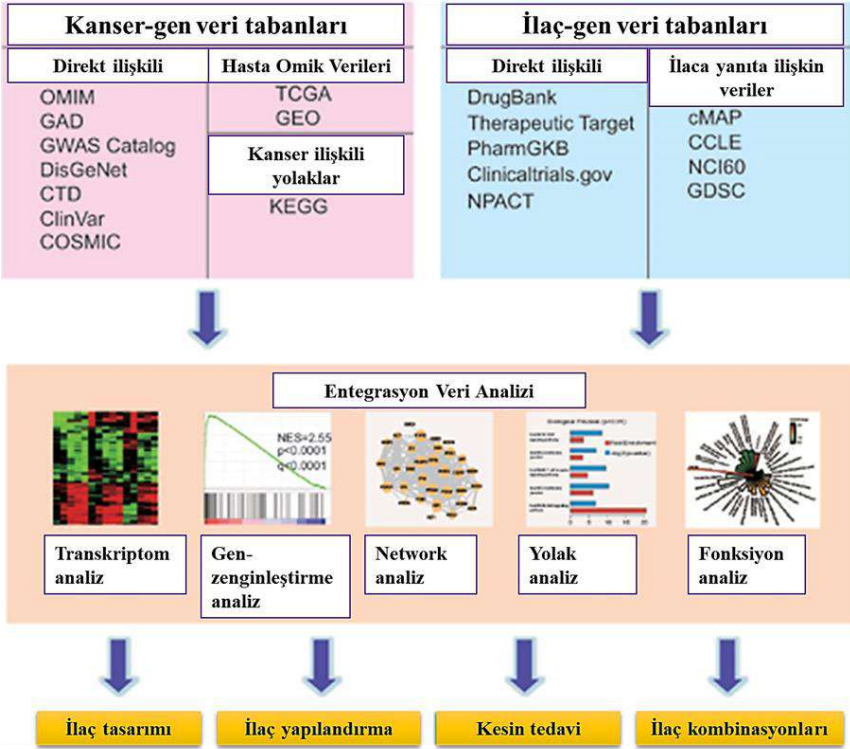 Kanser-gen veri tabanları
Direkt ilişkili
Hasta Omik Verileri
OMIM
GAD
GWAS Catalog
DisGeNet
CTD
ClinVar
COSMIC
TCGA
GEO
Kanser ilişkili
yolaklar
KEGG
İlaç-gen veri tabanları
Direkt ilişkili
İlaca yanıta ilişkin
veriler
DrugBank
Therapeutic Target
PharmGKB
Clinicaltrials.gov
NPACT
cMAP
CCLE
NCI60
GDSC
Entegrasyon Veri Analizi
NES=2.55
p<0.0001
q<0.0001
Transkriptom
analiz
Gen-
zenginleştirme
analiz
Network
analiz
Yolak
analiz
Fonksiyon
analiz
İlaç tasarımı
İlaç yapılandırma
Kesin tedavi
İlaç kombinasyonları